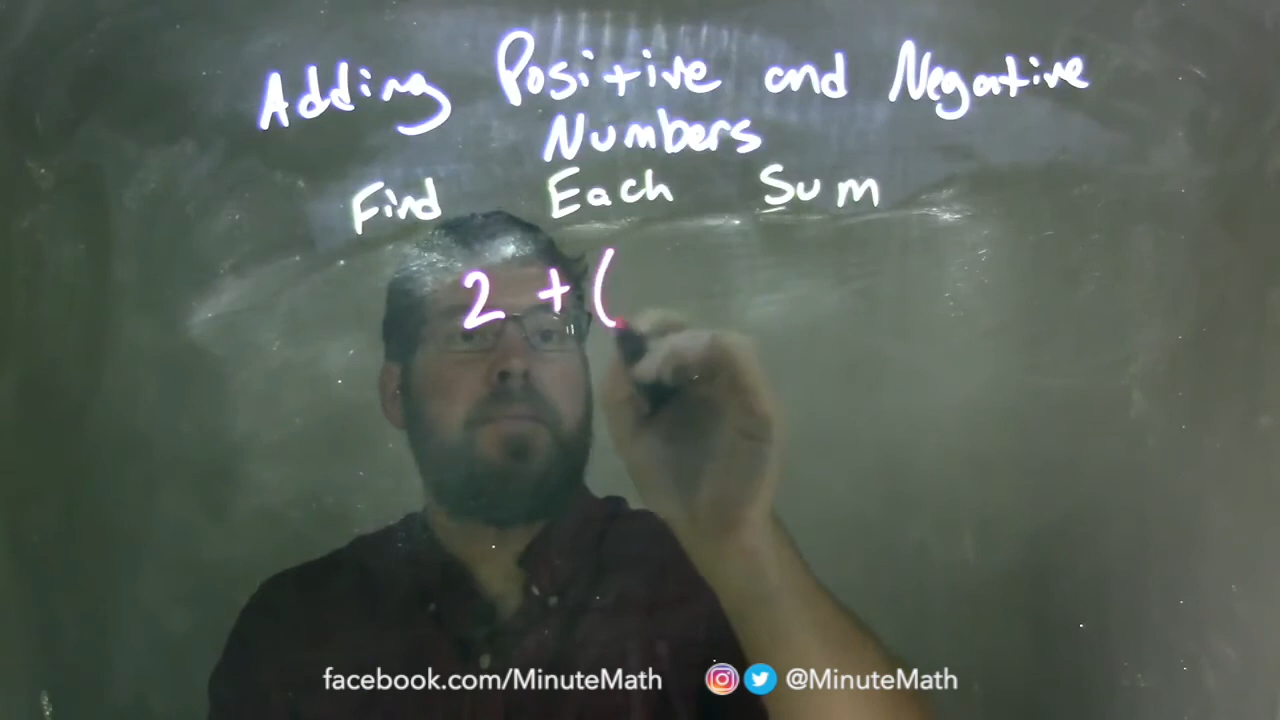 Adding Positive and Negative
Numbers
Find Each Sum
2 + (
facebook.com/MinuteMath @MinuteMath